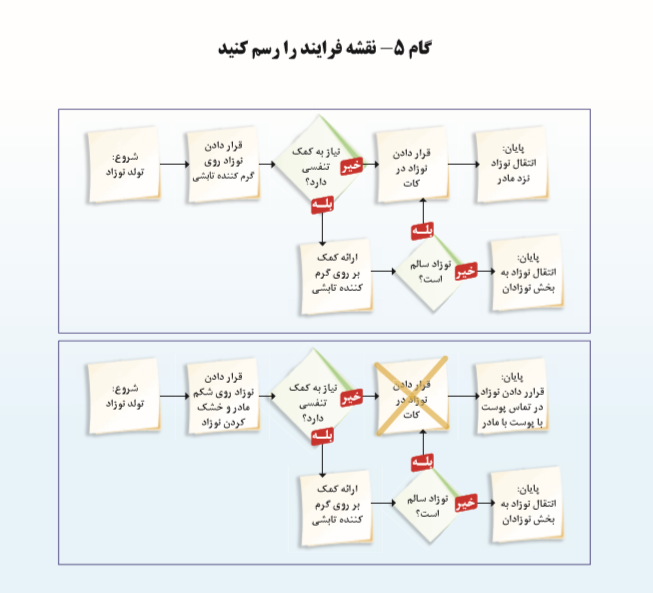 گام ۵– نقشه فرایند را رسم کنید
شروع:
تولد نوزاد
قرار دادن
نوزاد روی
گرم کننده تابشی
نیاز به کمک
تنفسی
دارد؟
خیر
قرار دادن
نوزاد در
کات
پایان:
انتقال نوزاد
نزد مادر
بلـه
ارائه کمک
بر روی گرم
کننده تابشی
بلـه
نوزاد سالم
است؟
خیر
پایان:
انتقال نوزاد به
بخش نوزادان
شروع:
تولد نوزاد
قرار دادن
نوزاد روی شکم
مادر و خشک
کردن نوزاد
نیاز به کمک
تنفسی
دارد؟
خیر
قرار دادن
نوزاد در
کات
پایان:
قرارر دادن نوزاد
در تماس پوست
با پوست با مادر
بلـه
ارائه کمک
بر روی گرم
کننده تابشی
بلـه
نوزاد سالم
است؟
خیر
پایان:
انتقال نوزاد به
بخش نوزادان